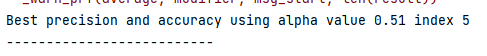 _warn_prf(average, modifier, msg_start, len(result))
Best precision and accuracy using alpha value 0.51 index 5
--------------------------